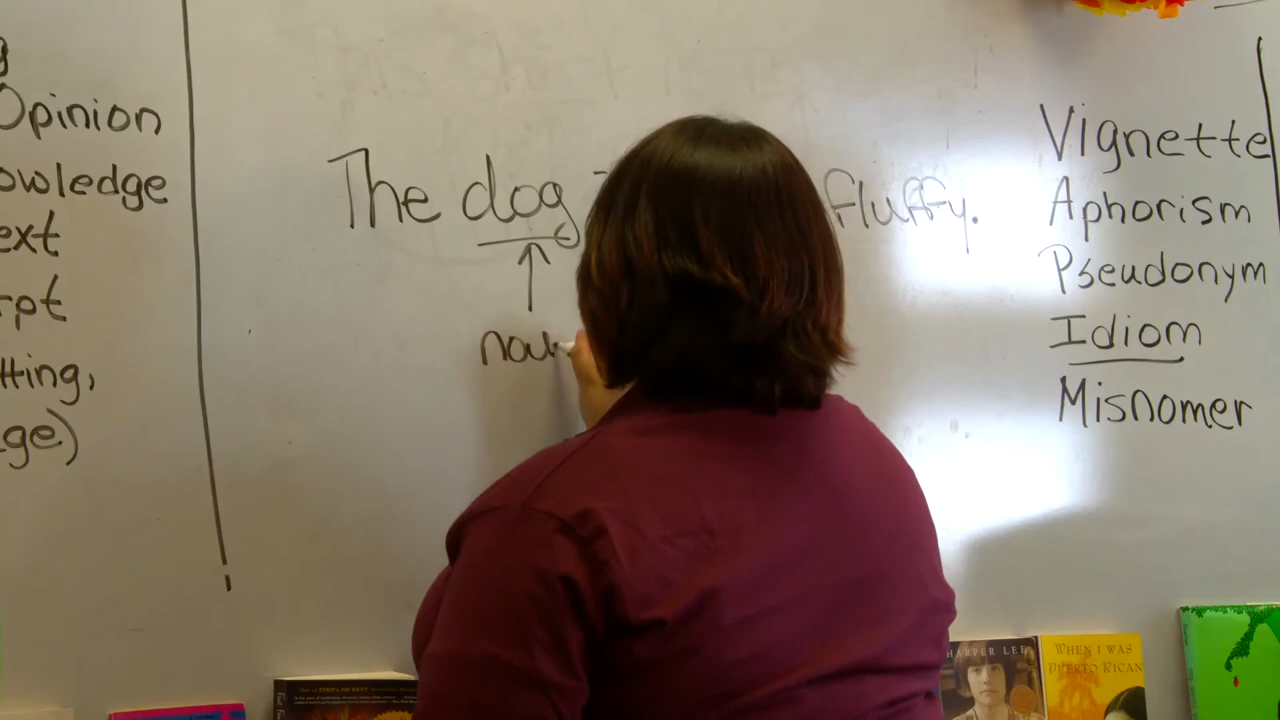 Opinion
owledge
ext
rpt
tting,
ge)
The dog fluffy.
nou
Vignette
Aphorism
Pseudonym
Idiom
Misnomer
HARPER LEE
WHEN I WAS
PUERTO RICAN